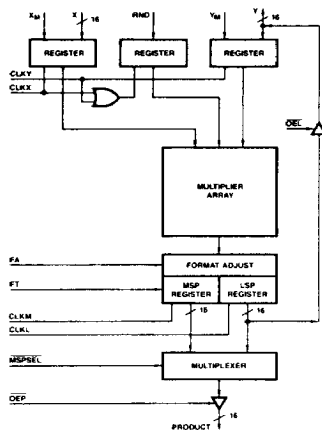 XM X 16 RND YM Y 16
REGISTER REGISTER REGISTER
CLKY
CLKX
OEL
MULTIPLIER
ARRAY
FA
FORMAT ADJUST
FT
MSP
REGISTER
LSP
REGISTER
CLKM
CLKL
16 16
MSPSEL
MULTIPLEXER
OEP
16
PRODUCT